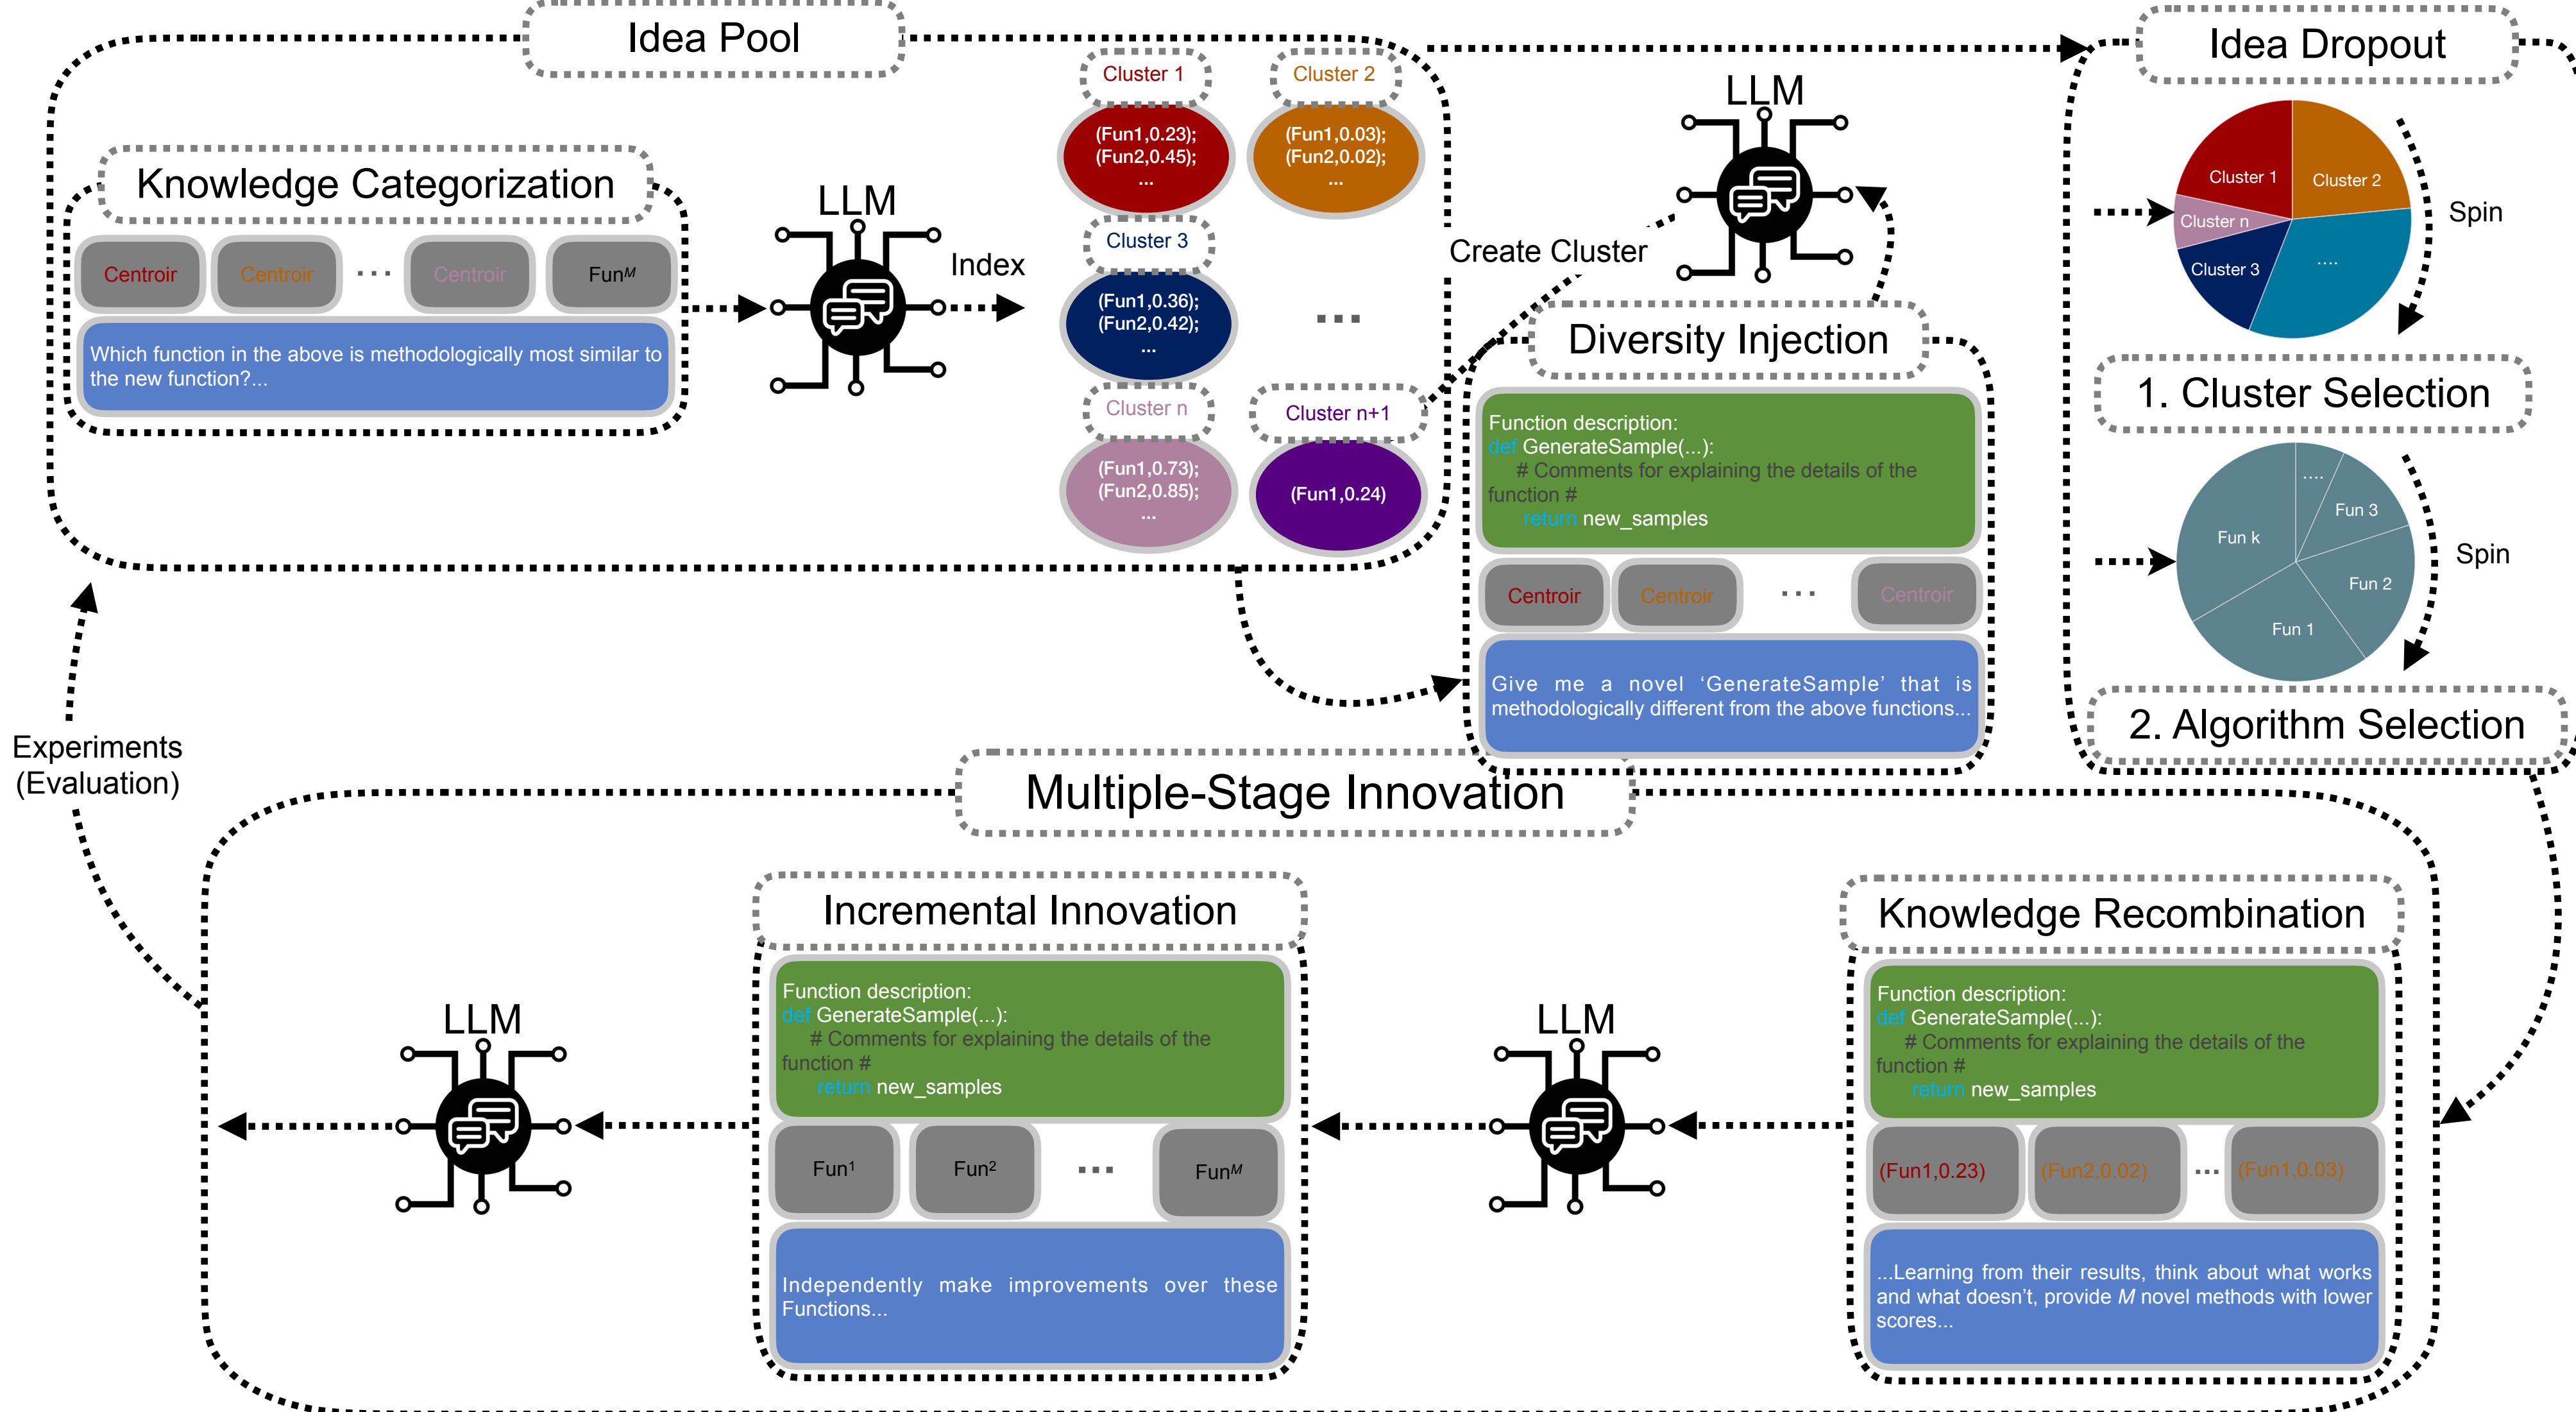 Idea Pool
Knowledge Categorization
Centroir
Centroir
...
Centroir
Funᴹ
Which function in the above is methodologically most similar to
the new function?...
LLM
Index
Cluster 1
(Fun1,0.23);
(Fun2,0.45);
...
Cluster 2
(Fun1,0.03);
(Fun2,0.02);
...
Cluster 3
(Fun1,0.36);
(Fun2,0.42);
...
...
Cluster n
(Fun1,0.73);
(Fun2,0.85);
...
Cluster n+1
(Fun1,0.24)
LLM
Create Cluster
Diversity Injection
Function description:
def GenerateSample(...):
# Comments for explaining the details of the
function #
return new_samples
Centroir
Centroir
...
Centroir
Give me a novel ‘GenerateSample’ that is
methodologically different from the above functions...
Idea Dropout
Cluster 1
Cluster 2
Cluster n
Cluster 3
....
Spin
1. Cluster Selection
....
Fun 3
Fun k
Fun 2
Fun 1
Spin
2. Algorithm Selection
Experiments
(Evaluation)
Multiple-Stage Innovation
LLM
Incremental Innovation
Function description:
def GenerateSample(...):
# Comments for explaining the details of the
function #
return new_samples
Fun¹
Fun²
...
Funᴹ
Independently make improvements over these
Functions...
LLM
Knowledge Recombination
Function description:
def GenerateSample(...):
# Comments for explaining the details of the
function #
return new_samples
(Fun1,0.23)
(Fun2,0.02)
...
(Fun1,0.03)
...Learning from their results, think about what works
and what doesn't, provide M novel methods with lower
scores...